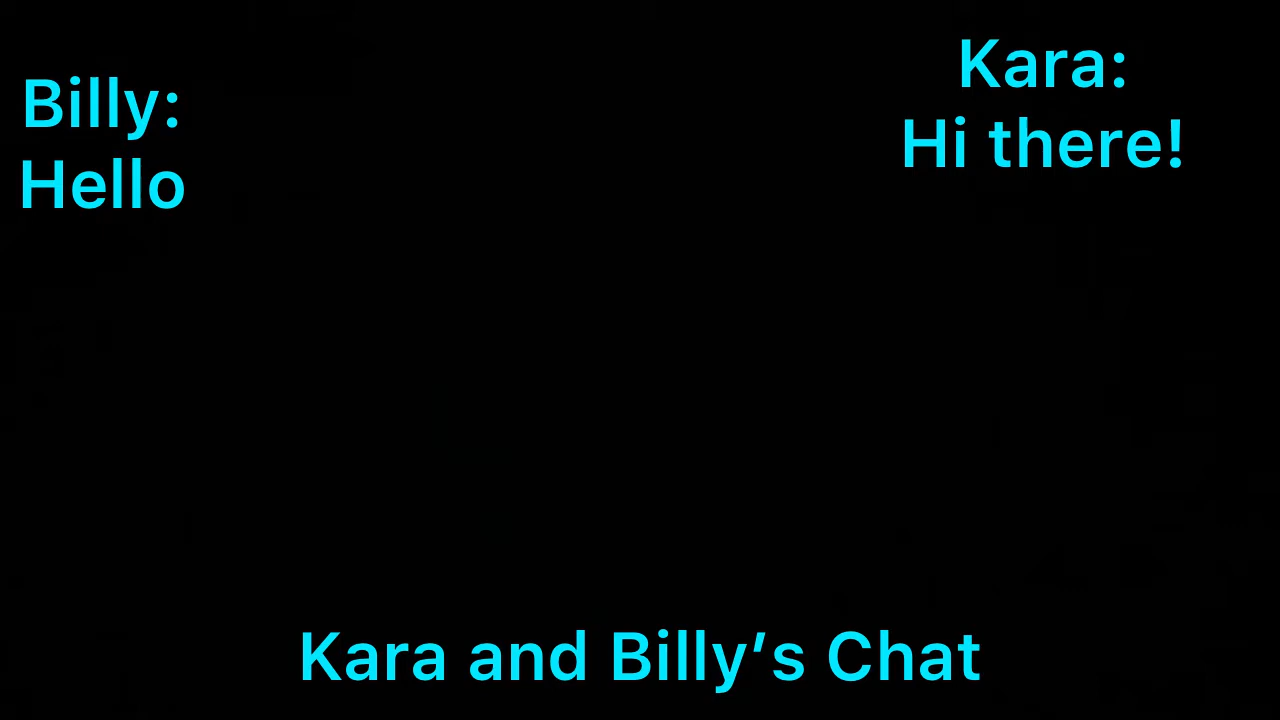 Billy:
Hello
Kara:
Hi there!
Kara and Billy’s Chat